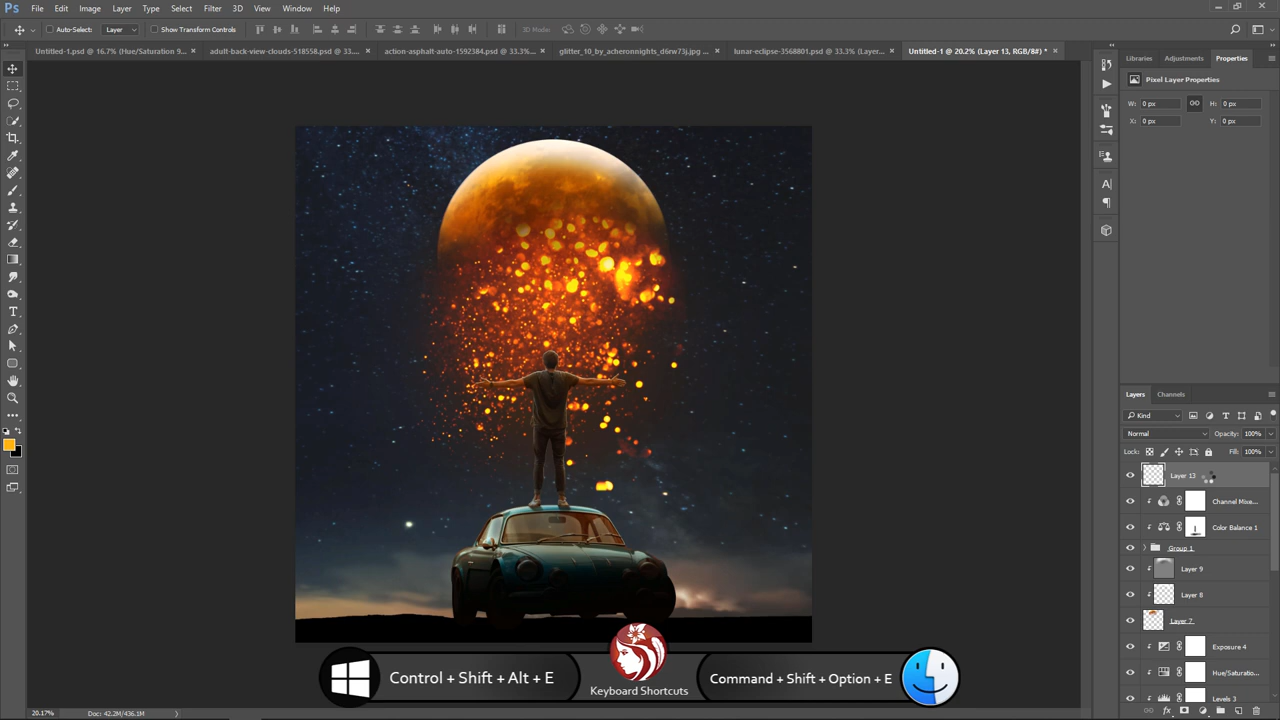 Ps File Edit Image Layer Type Select Filter 3D View Window Help
Auto-Select: Layer Show Transform Controls 3D Mode:
Untitled-1.psd @ 16.7% (Hue/Saturation 9... × adult-back-view-clouds-518558.psd @ 33.... × action-asphalt-auto-1592384.psd @ 33.3%... × glitter_10_by_acheronnights_d6rw73j.jpg ... × lunar-eclipse-3568801.psd @ 33.3% (Layer... × Untitled-1 @ 20.2% (Layer 13, RGB/8#) * ×
Libraries Adjustments Properties
Pixel Layer Properties
W: 0 px H: 0 px
X: 0 px Y: 0 px
Layers Channels
Kind
Normal Opacity: 100%
Lock: Fill: 100%
Layer 13
Channel Mixe...
Color Balance 1
Group 1
Layer 9
Layer 8
Layer 7
Exposure 4
Hue/Saturatio...
Levels 3
Control + Shift + Alt + E
Keyboard Shortcuts
Command + Shift + Option + E
20.17% Doc: 42.2M/436.1M